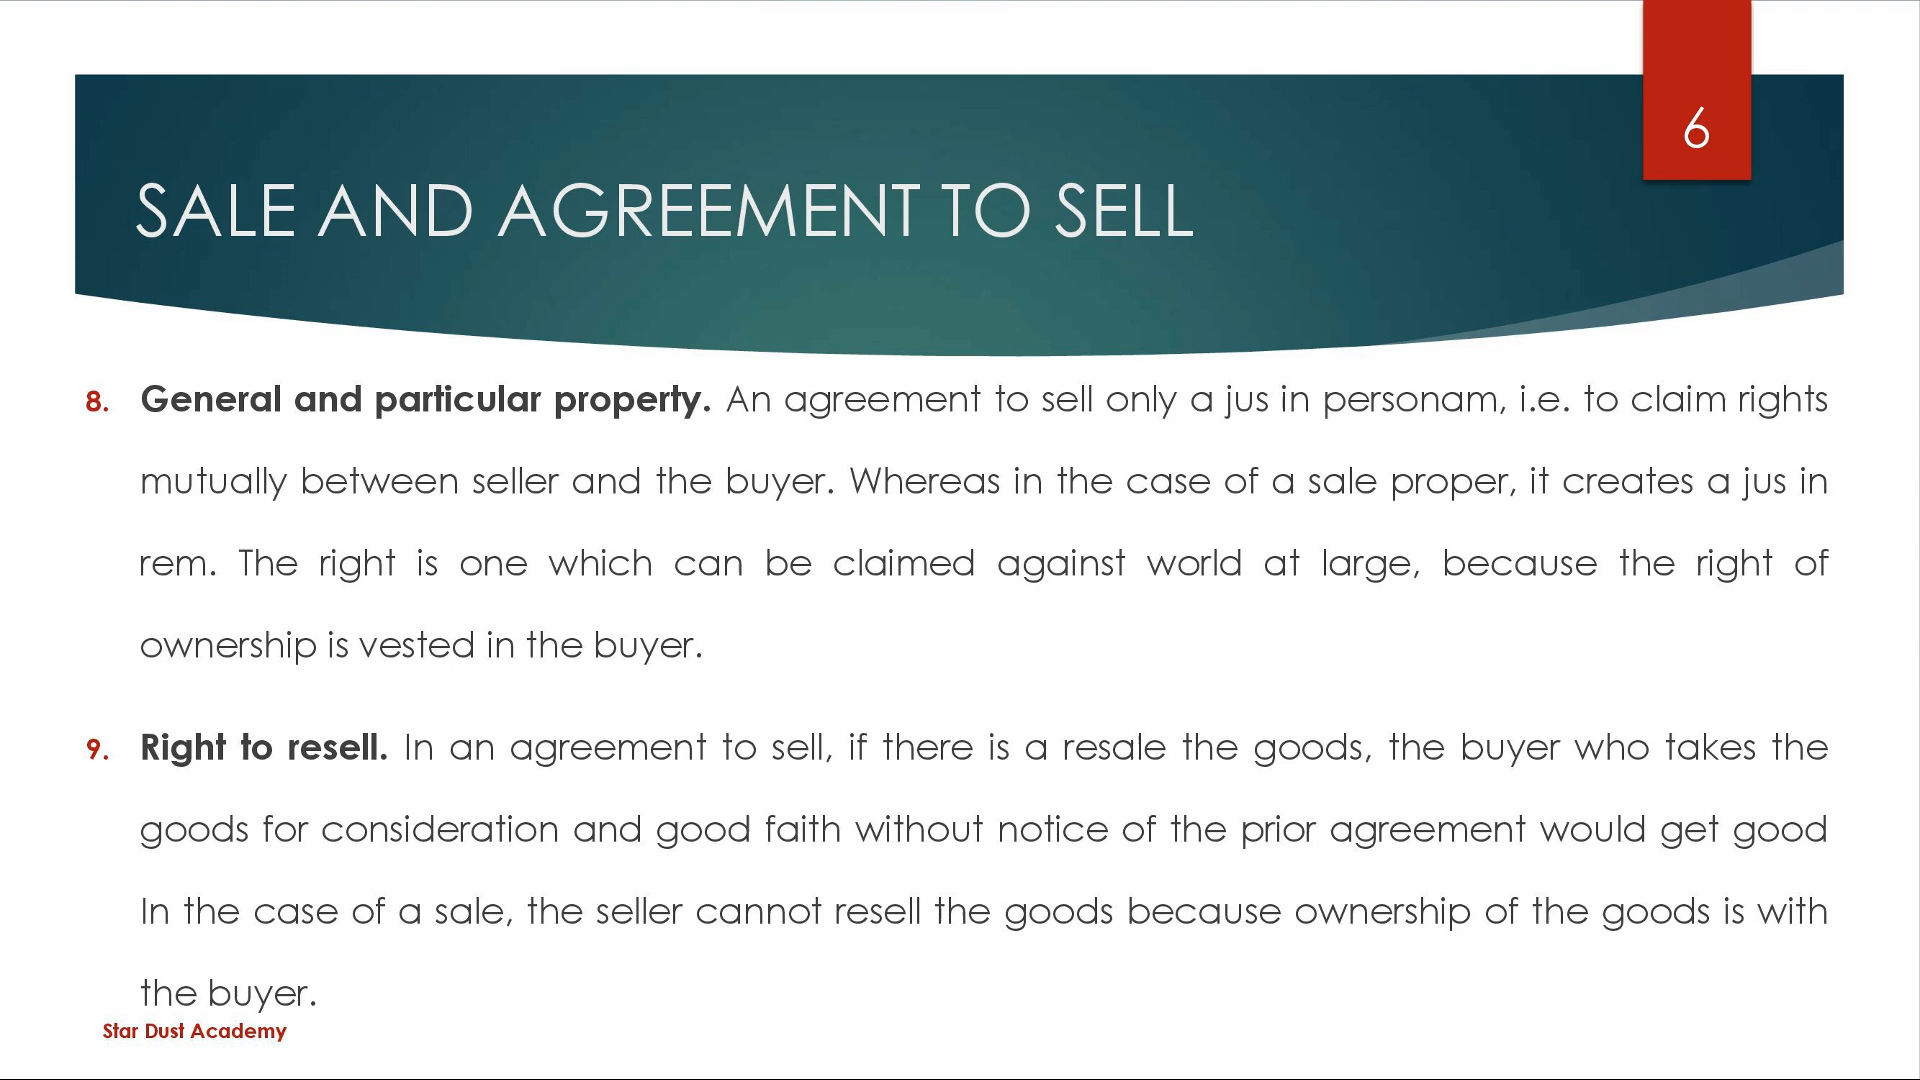 6
SALE AND AGREEMENT TO SELL
8. General and particular property. An agreement to sell only a jus in personam, i.e. to claim rights
mutually between seller and the buyer. Whereas in the case of a sale proper, it creates a jus in
rem. The right is one which can be claimed against world at large, because the right of
ownership is vested in the buyer.
9. Right to resell. In an agreement to sell, if there is a resale the goods, the buyer who takes the
goods for consideration and good faith without notice of the prior agreement would get good
In the case of a sale, the seller cannot resell the goods because ownership of the goods is with
the buyer.
Star Dust Academy